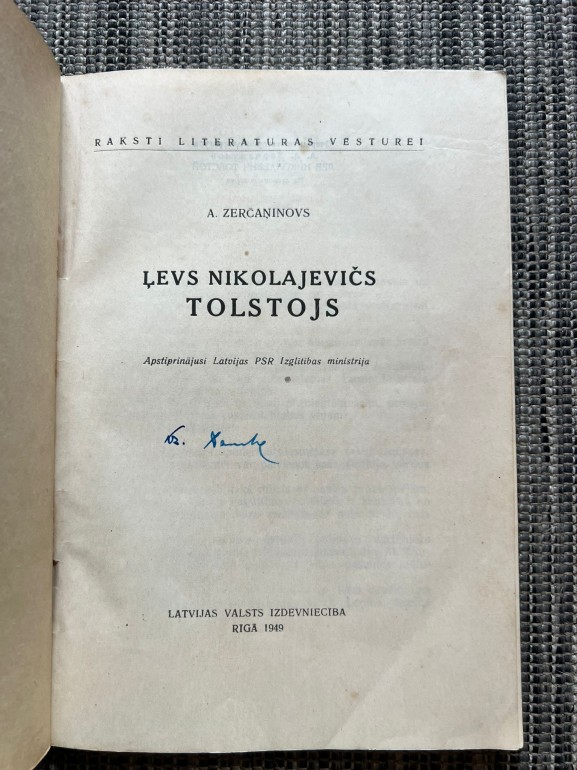 RAKSTI LITERATURAS VĒSTUREI
A. ZERČAŅINOVS
ĻEVS NIKOLAJEVIČS
TOLSTOJS
Apstiprinājusi Latvijas PSR Izglītības ministrija
LATVIJAS VALSTS IZDEVNIECĪBA
RĪGĀ 1949